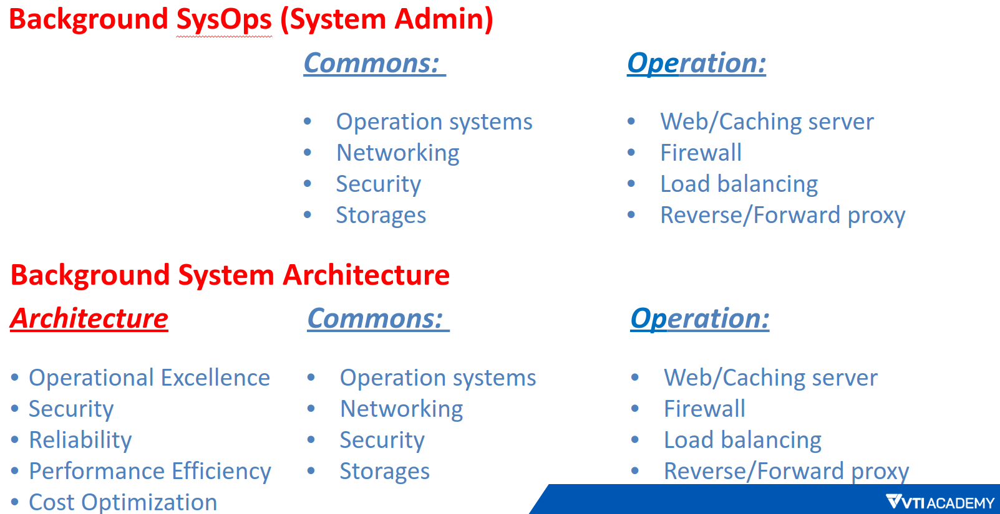 Background SysOps (System Admin)
Commons:
Operation:
• Operation systems
• Networking
• Security
• Storages
• Web/Caching server
• Firewall
• Load balancing
• Reverse/Forward proxy
Background System Architecture
Architecture
Commons:
Operation:
• Operational Excellence
• Security
• Reliability
• Performance Efficiency
• Cost Optimization
• Operation systems
• Networking
• Security
• Storages
• Web/Caching server
• Firewall
• Load balancing
• Reverse/Forward proxy
VTI ACADEMY